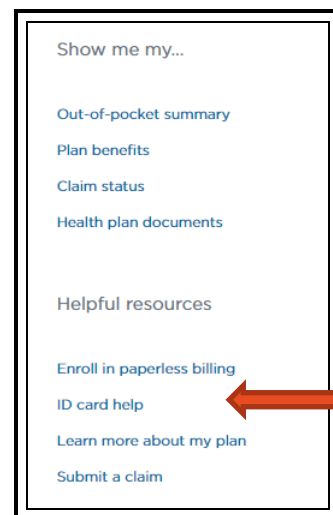 Show me my...
Out-of-pocket summary
Plan benefits
Claim status
Health plan documents
Helpful resources
Enroll in paperless billing
ID card help
Learn more about my plan
Submit a claim